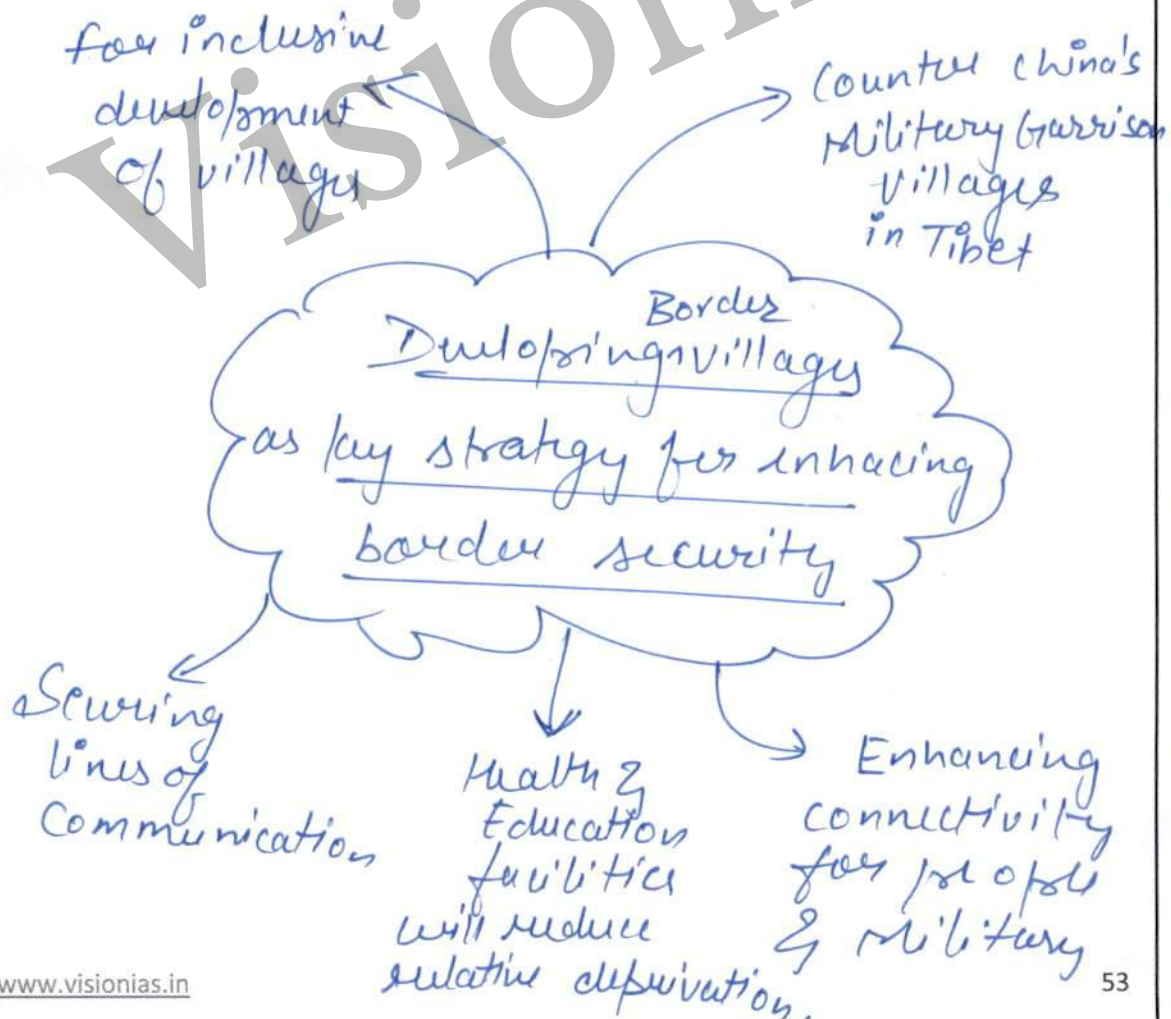 for inclusive
development
of villages
Counter China's
Military Garrison
villages
in Tibet
Border
Developing villages
as key strategy for enhacing
border security
Securing
lines of
Communication
Health &
Education
facilities
will reduce
relative deprivation.
Enhancing
connectivity
for people
& Military
www.visionias.in
53
Vision